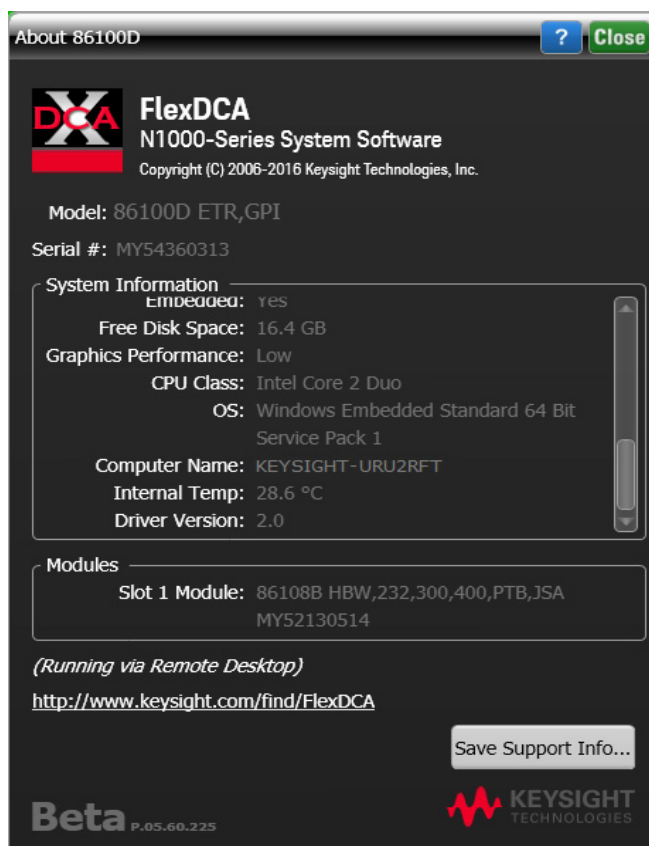 About 86100D
?
Close
DCA
X
FlexDCA
N1000-Series System Software
Copyright (C) 2006-2016 Keysight Technologies, Inc.
Model: 86100D ETR,GPI
Serial #: MY54360313
System Information
Embedded: Yes
Free Disk Space: 16.4 GB
Graphics Performance: Low
CPU Class: Intel Core 2 Duo
OS: Windows Embedded Standard 64 Bit
Service Pack 1
Computer Name: KEYSIGHT-URU2RFT
Internal Temp: 28.6 °C
Driver Version: 2.0
Modules
Slot 1 Module: 86108B HBW,232,300,400,PTB,JSA
MY52130514
(Running via Remote Desktop)
http://www.keysight.com/find/FlexDCA
Save Support Info...
Beta P.05.60.225
KEYSIGHT
TECHNOLOGIES